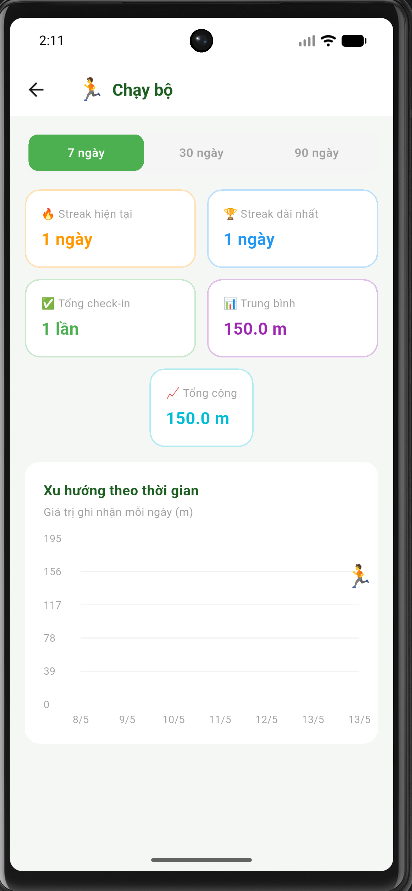 2:11
Chạy bộ
7 ngày 30 ngày 90 ngày
Streak hiện tại Streak dài nhất
1 ngày 1 ngày
Tổng check-in Trung bình
1 lần 150.0 m
Tổng cộng
150.0 m
Xu hướng theo thời gian
Giá trị ghi nhận mỗi ngày (m)
195
156
117
78
39
0
8/5 9/5 10/5 11/5 12/5 13/5 13/5